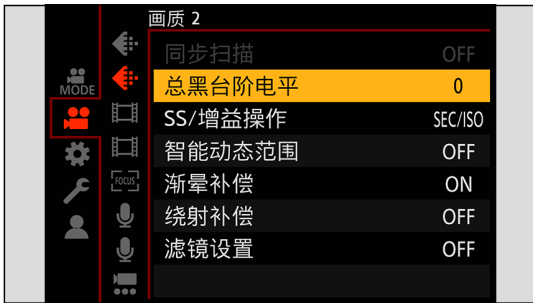 画质 2
同步扫描 OFF
总黑台阶电平 0
SS/增益操作 SEC/ISO
智能动态范围 OFF
渐晕补偿 ON
绕射补偿 OFF
滤镜设置 OFF
MODE
FOCUS